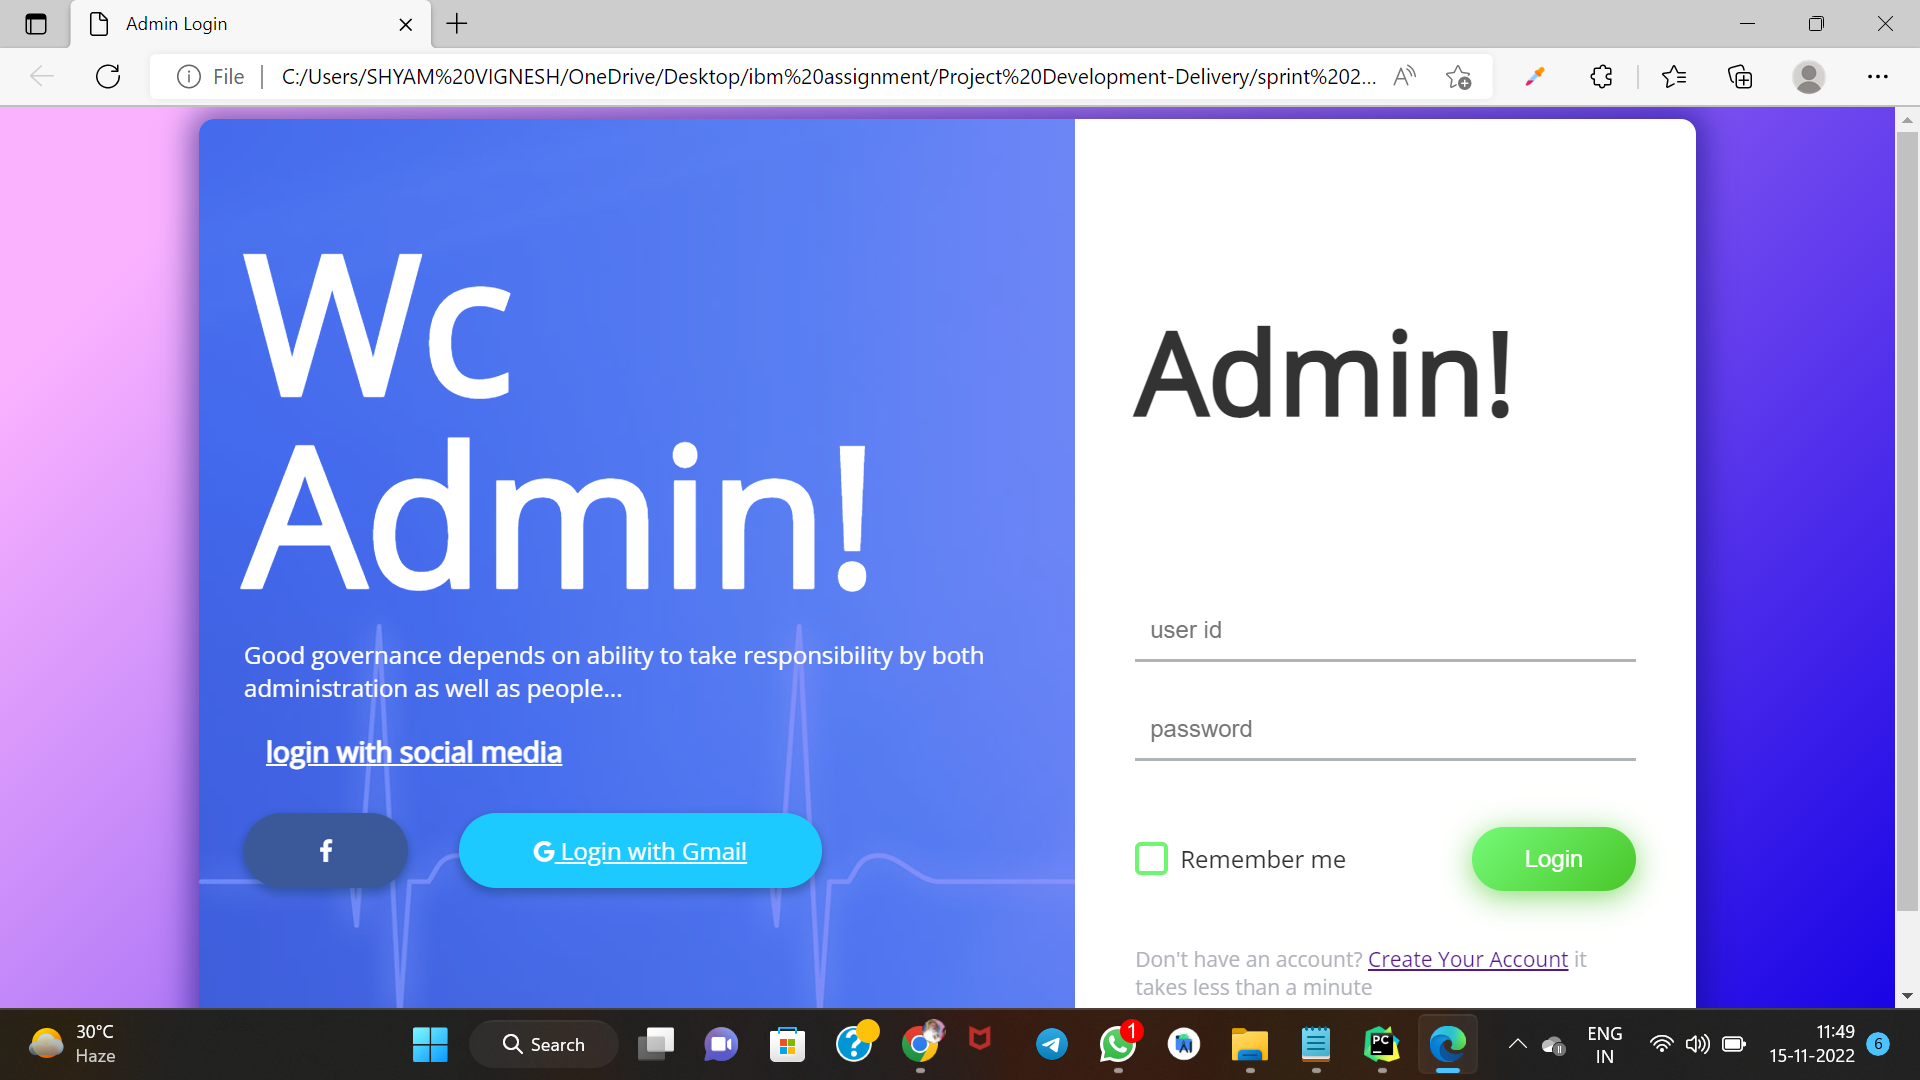 Admin Login
File
C:/Users/SHYAM%20VIGNESH/OneDrive/Desktop/ibm%20assignment/Project%20Development-Delivery/sprint%202...
Wc
Admin!
Good governance depends on ability to take responsibility by both
administration as well as people...
login with social media
f
G Login with Gmail
Admin!
user id
password
Remember me
Login
Don't have an account? Create Your Account it
takes less than a minute
30°C
Haze
Search
1
PC
ENG
IN
11:49
15-11-2022
6